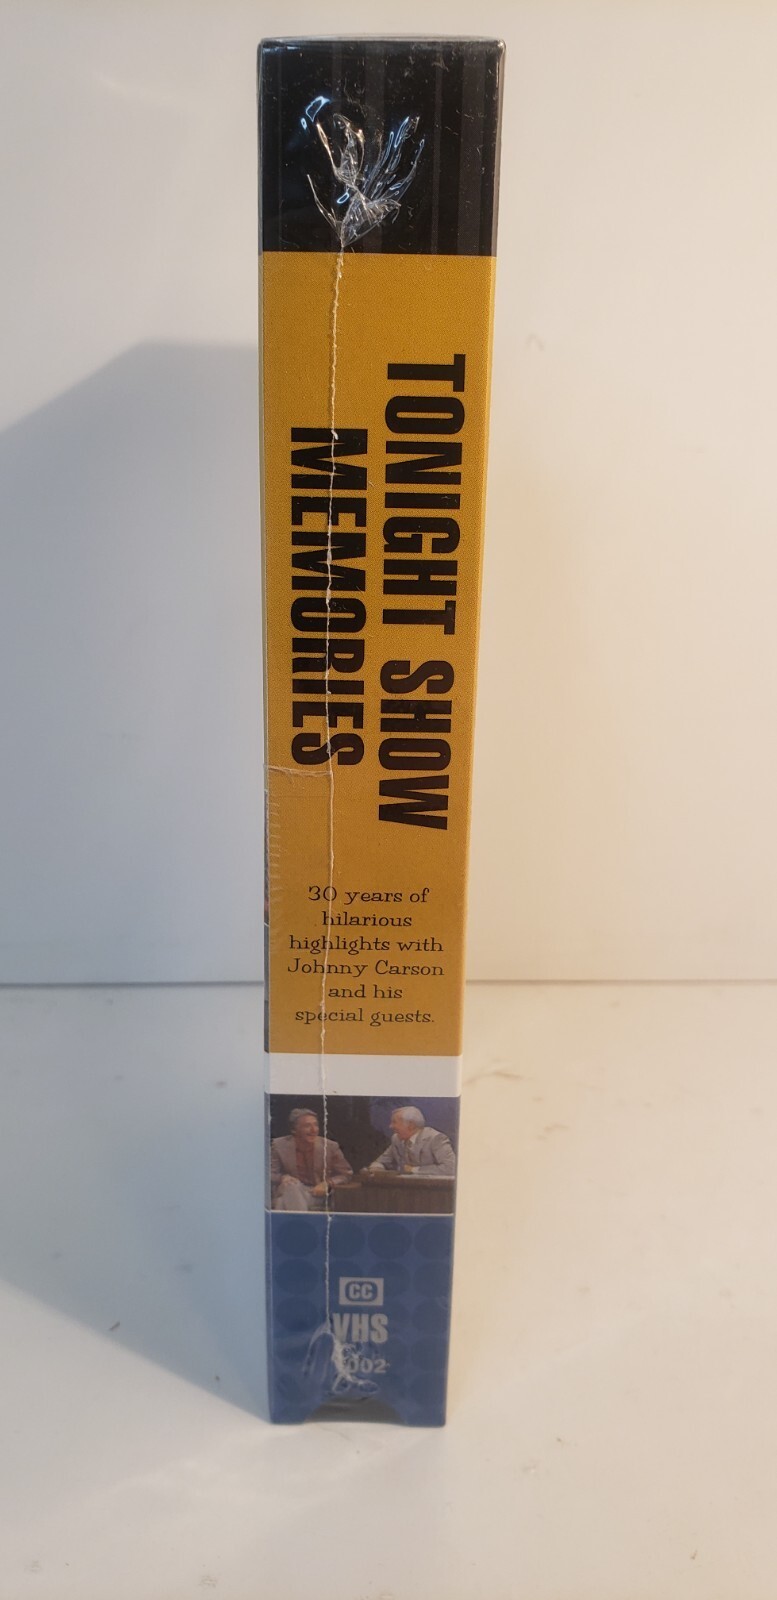 TONIGHT SHOW
MEMORIES
30 years of
hilarious
highlights with
Johnny Carson
and his
special guests.
CC
VHS